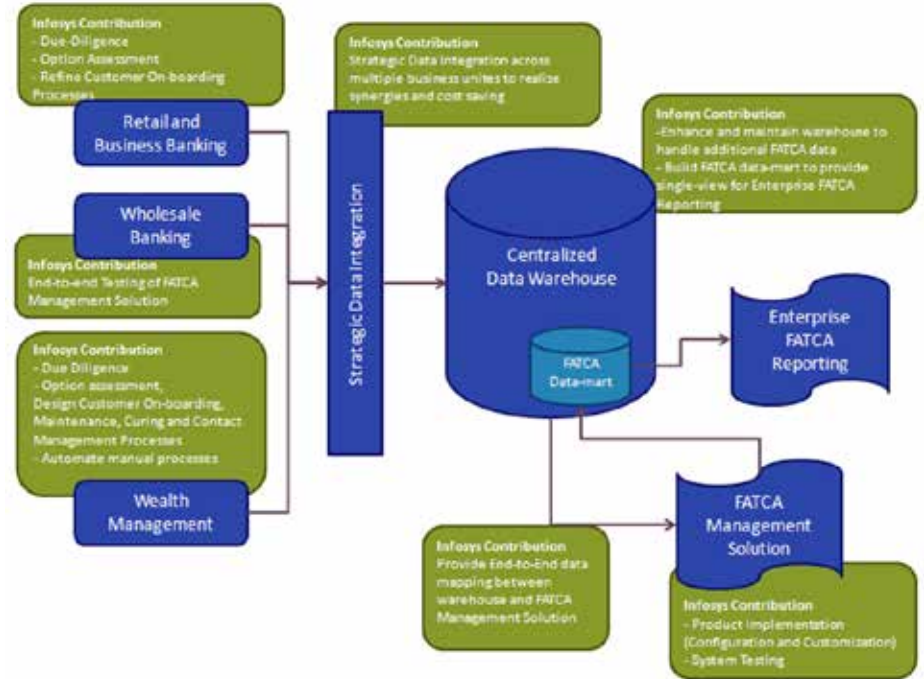 Infosys Contribution
- Due-Diligence
- Option Assessment
- Refine Customer On-boarding
Processes
Retail and
Business Banking
Wholesale
Banking
Infosys Contribution
End-to-end Testing of FATCA
Management Solution
Infosys Contribution
- Due Diligence
- Option assessment,
Design Customer On-boarding,
Maintenance, Curing and Contact
Management Processes
- Automate manual processes
Wealth
Management
Infosys Contribution
Strategic Data Integration across
multiple business unites to realize
synergies and cost saving
Strategic Data Integration
Infosys Contribution
-Enhance and maintain warehouse to
handle additional FATCA data
- Build FATCA data-mart to provide
single-view for Enterprise FATCA
Reporting
Centralized
Data Warehouse
FATCA
Data-mart
Enterprise
FATCA
Reporting
FATCA
Management
Solution
Infosys Contribution
Provide End-to-End data
mapping between
warehouse and FATCA
Management Solution
Infosys Contribution
- Product Implementation
(Configuration and Customization)
- System Testing